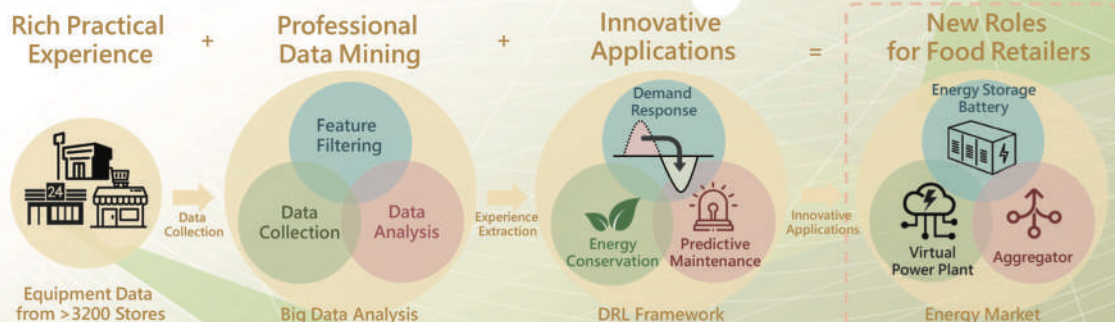 Rich Practical
Experience
+
Professional
Data Mining
+
Innovative
Applications
=
New Roles
for Food Retailers
24
Data
Collection
Feature
Filtering
Data
Collection
Data
Analysis
Experience
Extraction
Demand
Response
Energy
Conservation
Predictive
Maintenance
Innovative
Applications
Energy Storage
Battery
Virtual
Power Plant
Aggregator
Equipment Data
from >3200 Stores
Big Data Analysis
DRL Framework
Energy Market